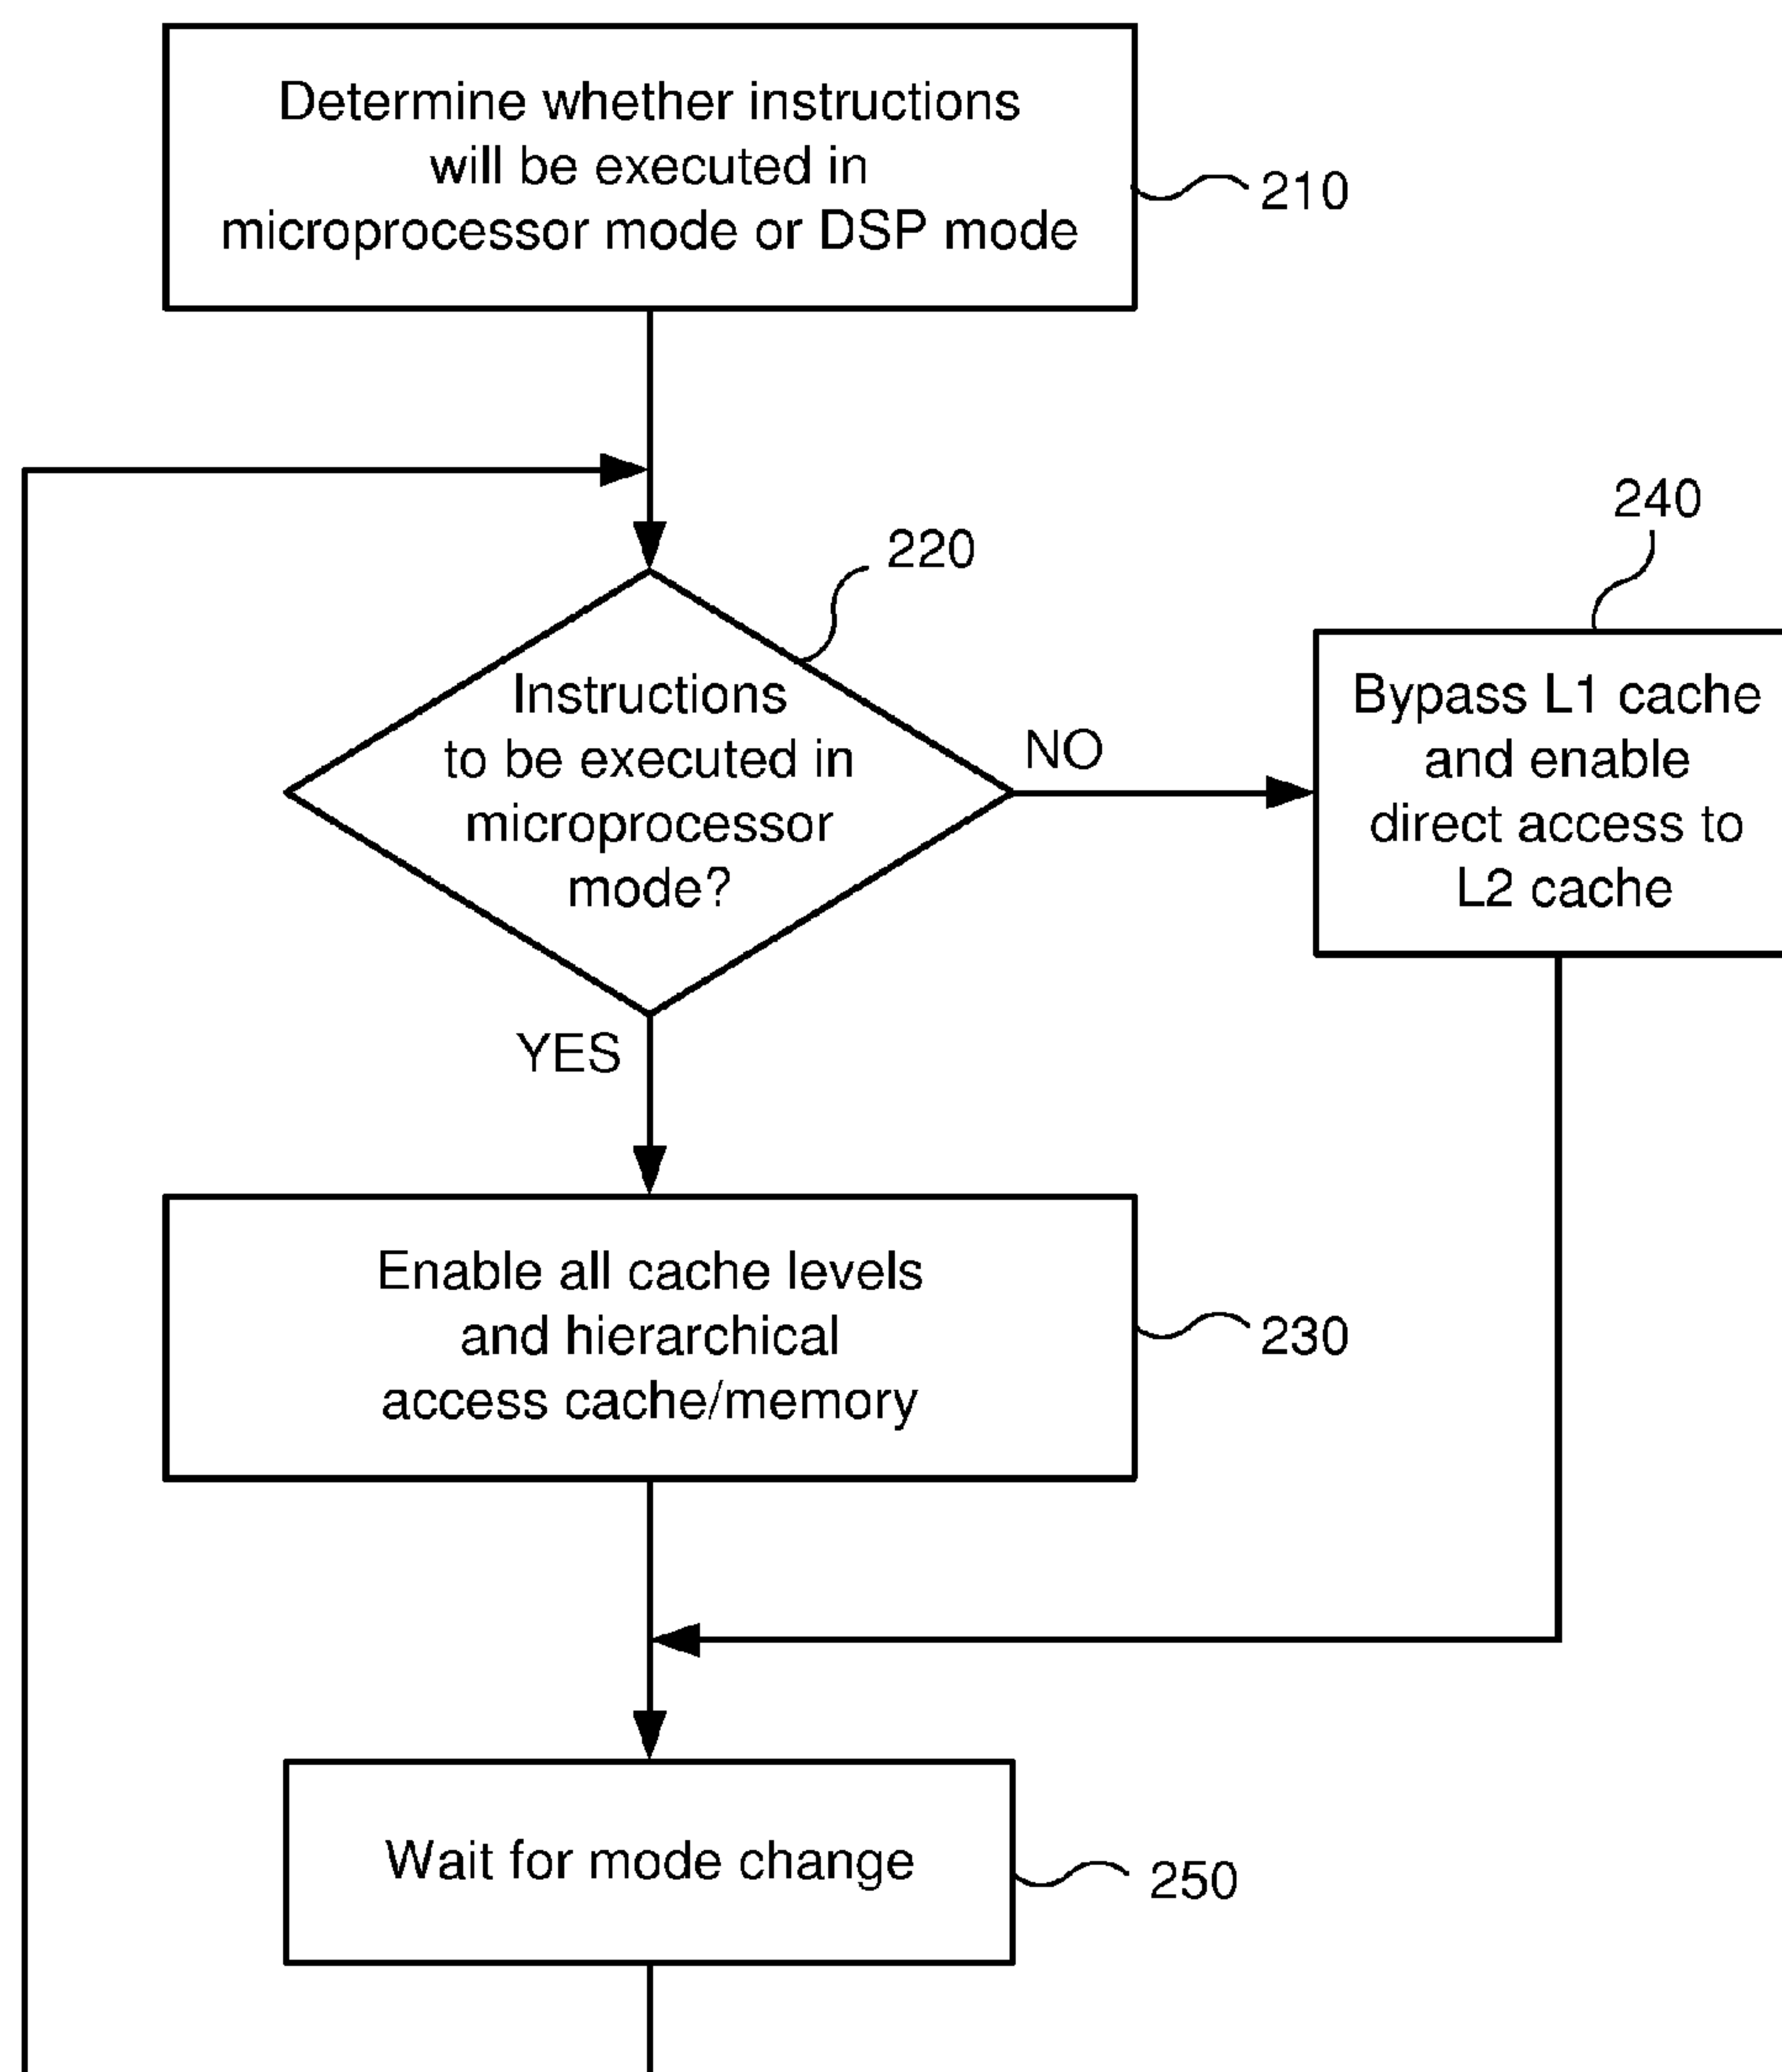 Determine whether instructions
will be executed in
microprocessor mode or DSP mode
210
220
240
Instructions
to be executed in
microprocessor
mode?
NO
Bypass L1 cache
and enable
direct access to
L2 cache
YES
Enable all cache levels
and hierarchical
access cache/memory
230
Wait for mode change
250